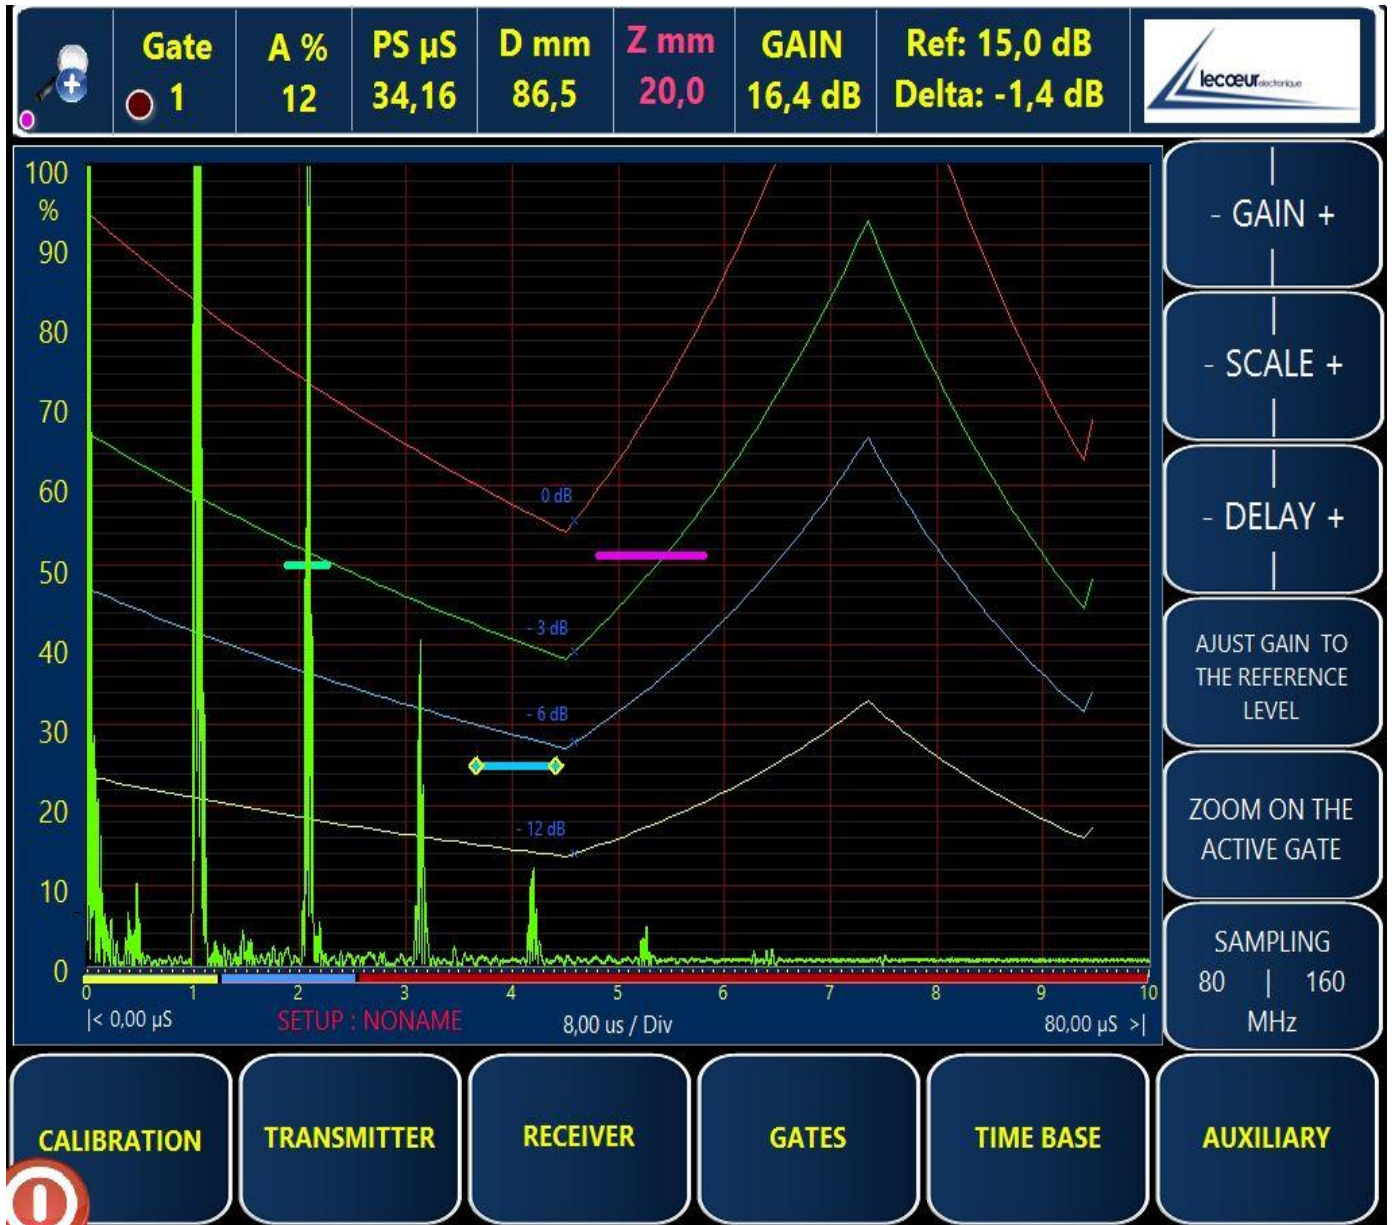 Gate
1
A %
12
PS µS
34,16
D mm
86,5
Z mm
20,0
GAIN
16,4 dB
Ref: 15,0 dB
Delta: -1,4 dB
lecœur electronique
100
%
90
80
70
60
50
40
30
20
10
0
0 dB
- 3 dB
- 6 dB
- 12 dB
0 1 2 3 4 5 6 7 8 9 10
|< 0,00 µS
SETUP : NONAME
8,00 us / Div
80,00 µS >|
- GAIN +
- SCALE +
- DELAY +
AJUST GAIN TO
THE REFERENCE
LEVEL
ZOOM ON THE
ACTIVE GATE
SAMPLING
80 | 160
MHz
CALIBRATION
TRANSMITTER
RECEIVER
GATES
TIME BASE
AUXILIARY